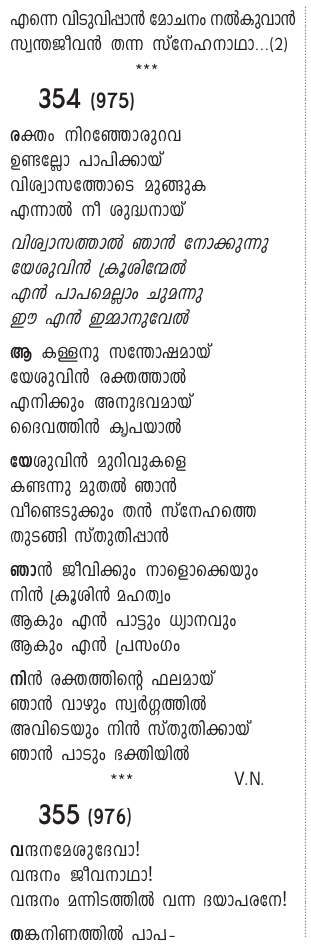 എന്നെ വിടുവിപ്പാൻ മോചനം നൽകുവാൻ
സ്വന്തജീവൻ തന്ന സ്നേഹനാഥാ...(2)
***
354 (975)
രക്തം നിറഞ്ഞോരുറവ
ഉണ്ടല്ലോ പാപിക്കായ്
വിശ്വാസത്തോടെ മുങ്ങുക
എന്നാൽ നീ ശുദ്ധനായ്
വിശ്വാസത്താൽ ഞാൻ നോക്കുന്നു
യേശുവിൻ ക്രൂശിന്മേൽ
എൻ പാപമെല്ലാം ചുമന്നു
ഈ എൻ ഇമ്മാനുവേൽ
ആ കള്ളനു സന്തോഷമായ്
യേശുവിൻ രക്തത്താൽ
എനിക്കും അനുഭവമായ്
ദൈവത്തിൻ കൃപയാൽ
യേശുവിൻ മുറിവുകളെ
കണ്ടന്നു മുതൽ ഞാൻ
വീണ്ടെടുക്കും തൻ സ്നേഹത്തെ
തുടങ്ങി സ്തുതിപ്പാൻ
ഞാൻ ജീവിക്കും നാളൊക്കെയും
നിൻ ക്രൂശിൻ മഹത്വം
ആകും എൻ പാട്ടും ധ്യാനവും
ആകും എൻ പ്രസംഗം
നിൻ രക്തത്തിന്റെ ഫലമായ്
ഞാൻ വാഴും സ്വർഗ്ഗത്തിൽ
അവിടെയും നിൻ സ്തുതിക്കായ്
ഞാൻ പാടും ഭക്തിയിൽ
*** V.N.
355 (976)
വന്ദനമേശുദേവാ!
വന്ദനം ജീവനാഥാ!
വന്ദനം മന്നിടത്തിൽ വന്ന ദയാപരനേ!
തങ്കനിണത്തിൽ പാപ-